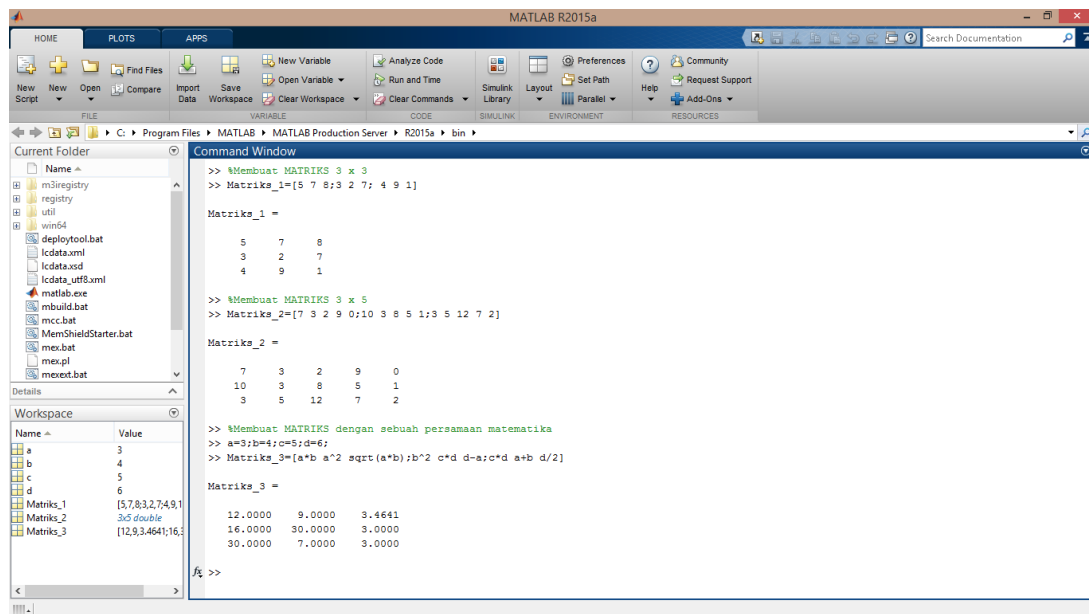 MATLAB R2015a
HOME PLOTS APPS
Search Documentation
New Script
New
Open
Find Files
Compare
Import Data
Save Workspace
New Variable
Open Variable
Clear Workspace
Analyze Code
Run and Time
Clear Commands
Simulink Library
Layout
Preferences
Set Path
Parallel
Help
Community
Request Support
Add-Ons
FILE VARIABLE CODE SIMULINK ENVIRONMENT RESOURCES
C: Program Files MATLAB MATLAB Production Server R2015a bin
Current Folder
Name
m3iregistry
registry
util
win64
deploytool.bat
lcdata.xml
lcdata.xsd
lcdata_utf8.xml
matlab.exe
mbuild.bat
mcc.bat
MemShieldStarter.bat
mex.bat
mex.pl
mexext.bat
Details
Workspace
Name Value
a 3
b 4
c 5
d 6
Matriks_1 [5,7,8;3,2,7;4,9,1
Matriks_2 3x5 double
Matriks_3 [12,9,3.4641;16,3
Command Window
>> %Membuat MATRIKS 3 x 3
>> Matriks_1=[5 7 8;3 2 7; 4 9 1]
Matriks_1 =
5 7 8
3 2 7
4 9 1
>> %Membuat MATRIKS 3 x 5
>> Matriks_2=[7 3 2 9 0;10 3 8 5 1;3 5 12 7 2]
Matriks_2 =
7 3 2 9 0
10 3 8 5 1
3 5 12 7 2
>> %Membuat MATRIKS dengan sebuah persamaan matematika
>> a=3;b=4;c=5;d=6;
>> Matriks_3=[a*b a^2 sqrt(a*b);b^2 c*d d-a;c*d a+b d/2]
Matriks_3 =
12.0000 9.0000 3.4641
16.0000 30.0000 3.0000
30.0000 7.0000 3.0000
fx >>